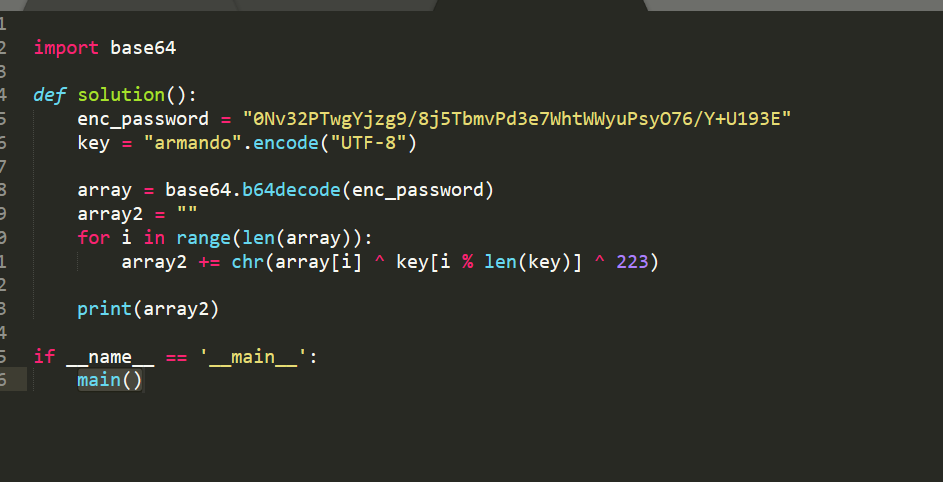 1
2 import base64
3
4 def solution():
5 enc_password = "0Nv32PTwgYjzg9/8j5TbmvPd3e7WhtWWyuPsyO76/Y+U193E"
6 key = "armando".encode("UTF-8")
7
8 array = base64.b64decode(enc_password)
9 array2 = ""
0 for i in range(len(array)):
1 array2 += chr(array[i] ^ key[i % len(key)] ^ 223)
2
3 print(array2)
4
5 if __name__ == '__main__':
6 main()